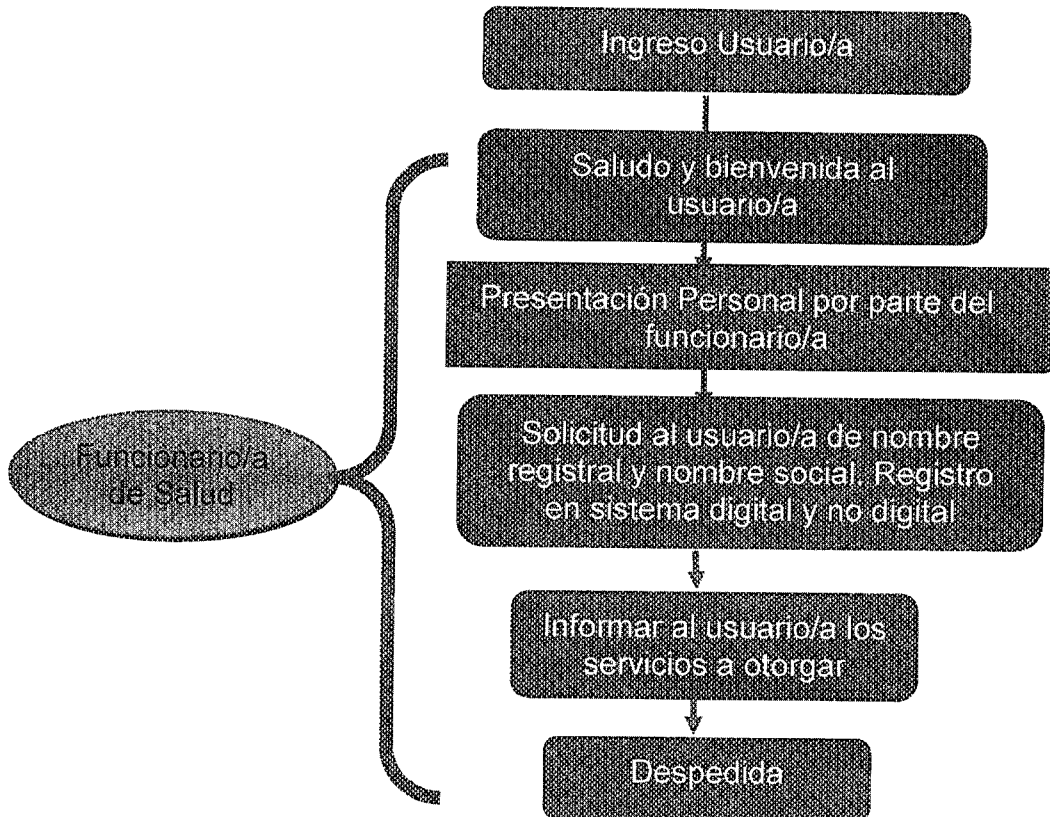 Ingreso Usuario/a
Saludo y bienvenida al
usuario/a
Presentación Personal por parte del
funcionario/a
Funcionario/a
de Salud
Solicitud al usuario/a de nombre
registral y nombre social. Registro
en sistema digital y no digital
Informar al usuario/a los
servicios a otorgar
Despedida